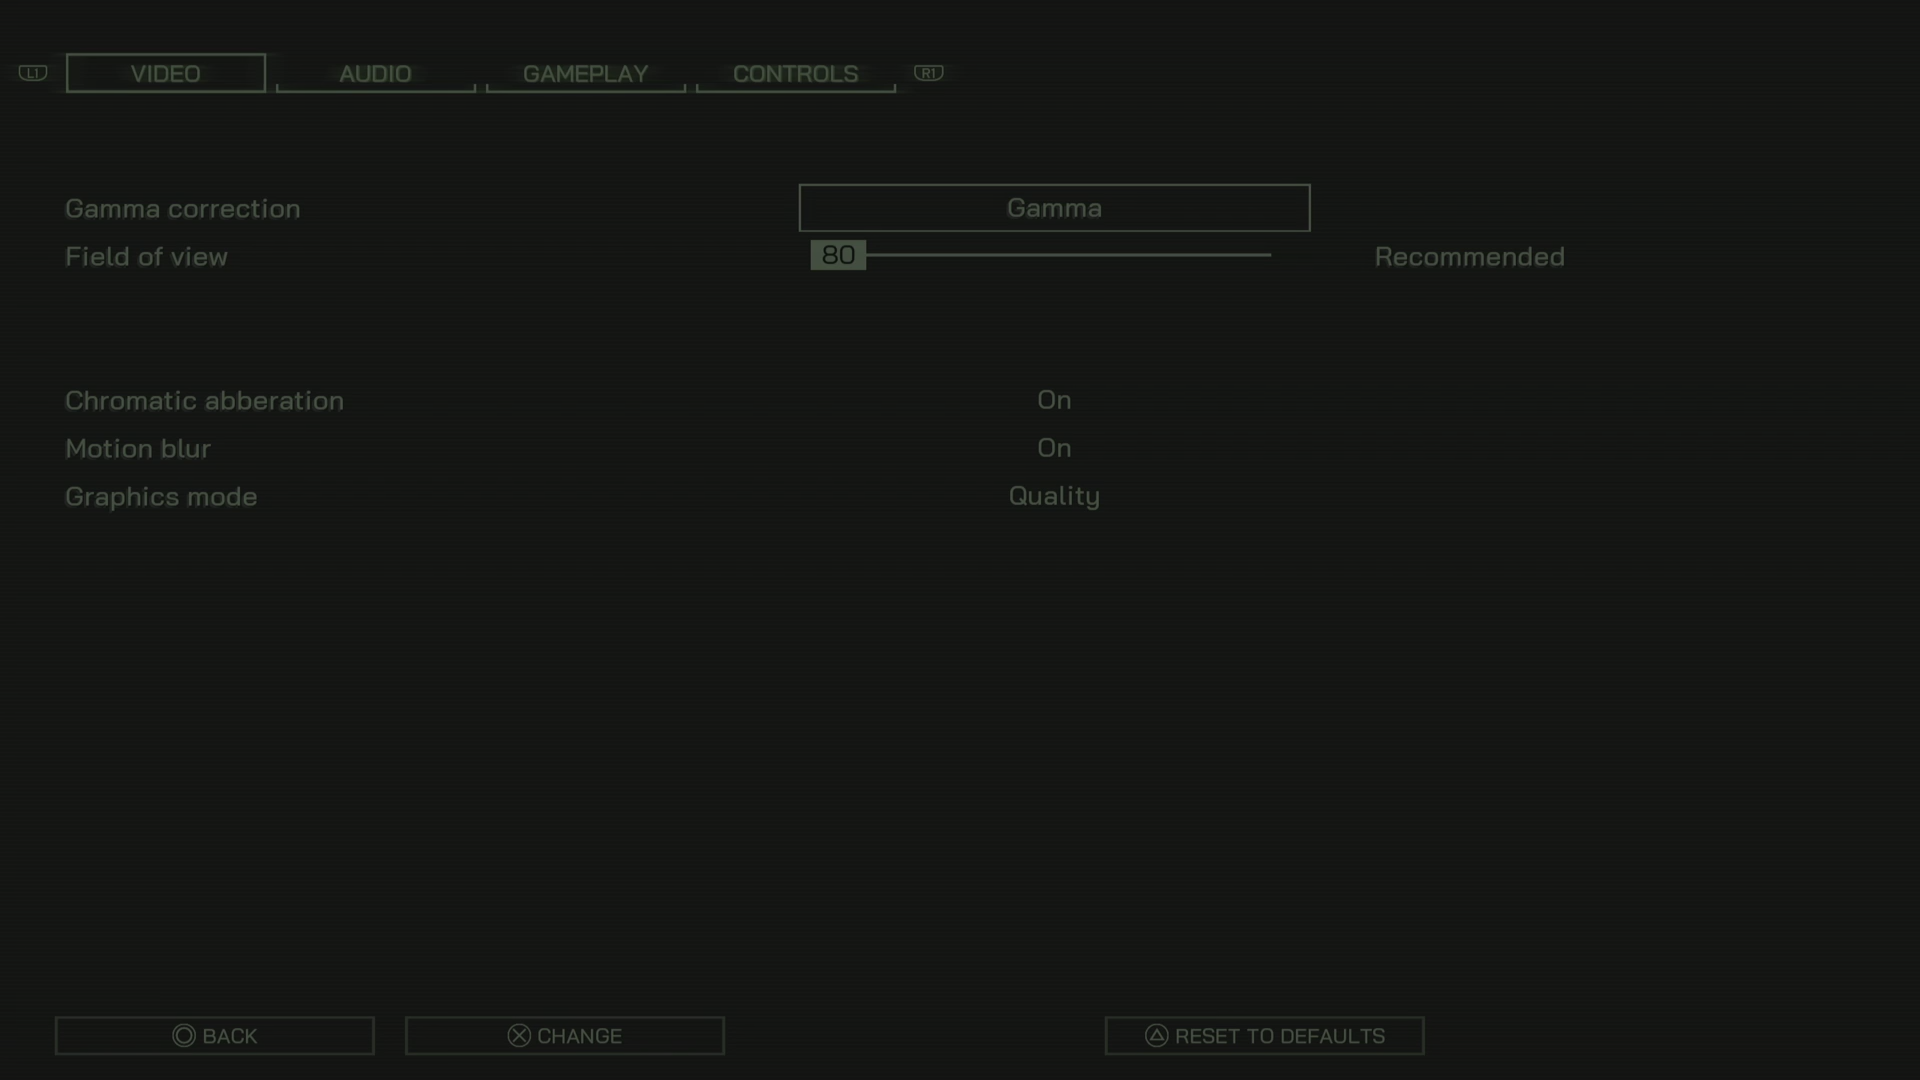 L1 VIDEO AUDIO GAMEPLAY CONTROLS R1
Gamma correction Gamma
Field of view 80 Recommended
Chromatic abberation On
Motion blur On
Graphics mode Quality
BACK CHANGE RESET TO DEFAULTS